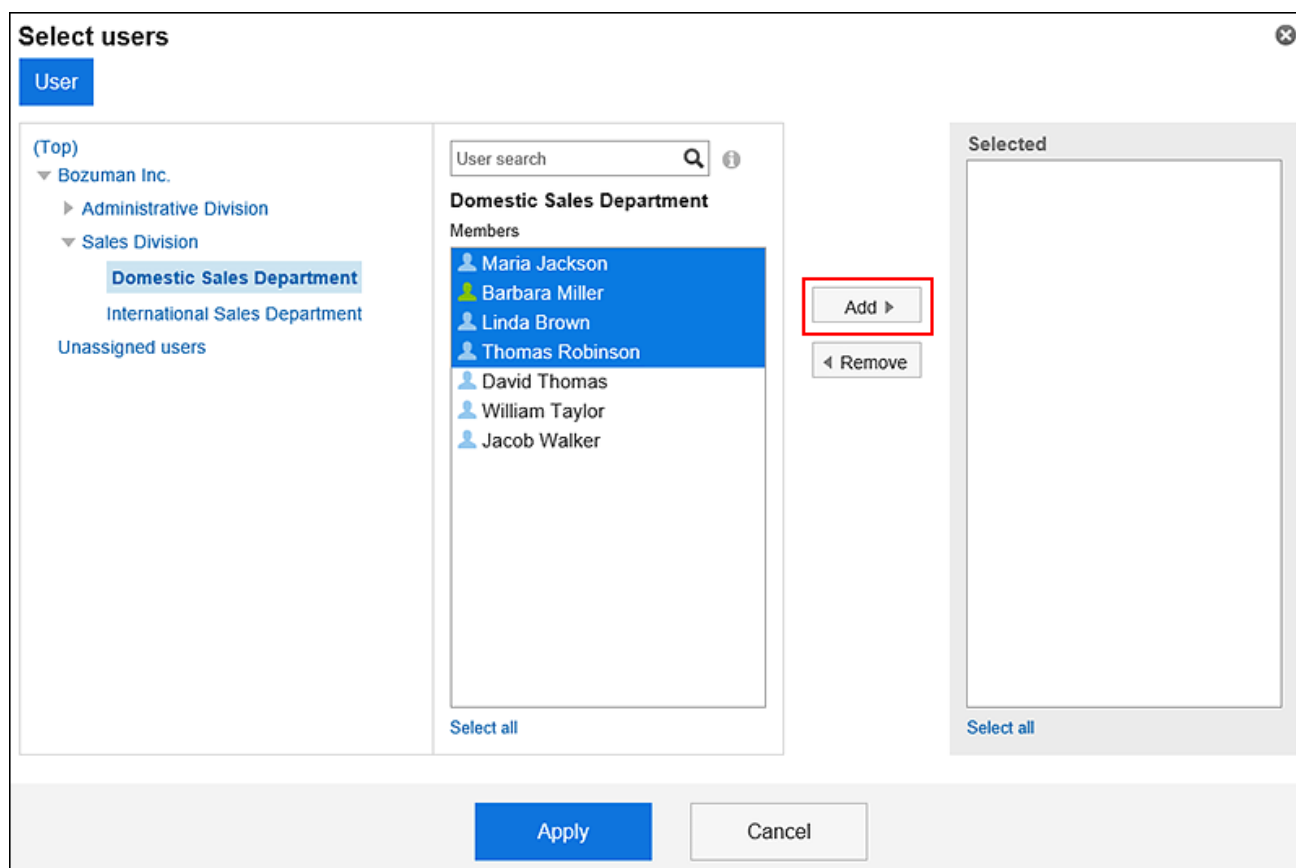 Select users
User
(Top)
Bozuman Inc.
Administrative Division
Sales Division
Domestic Sales Department
International Sales Department
Unassigned users
User search
Domestic Sales Department
Members
Maria Jackson
Barbara Miller
Linda Brown
Thomas Robinson
David Thomas
William Taylor
Jacob Walker
Select all
Add
Remove
Selected
Select all
Apply
Cancel